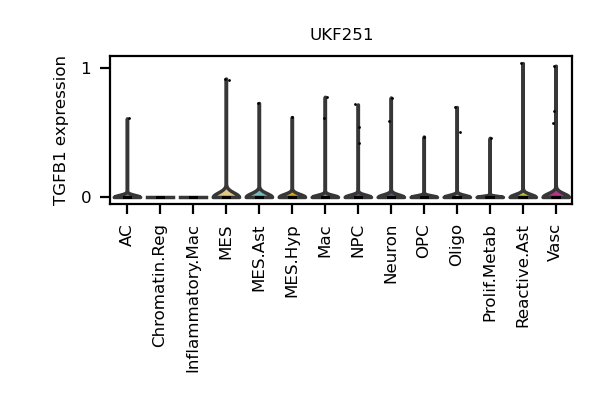 UKF251
TGFB1 expression
1
0
AC
Chromatin.Reg
Inflammatory.Mac
MES
MES.Ast
MES.Hyp
Mac
NPC
Neuron
OPC
Oligo
Prolif.Metab
Reactive.Ast
Vasc